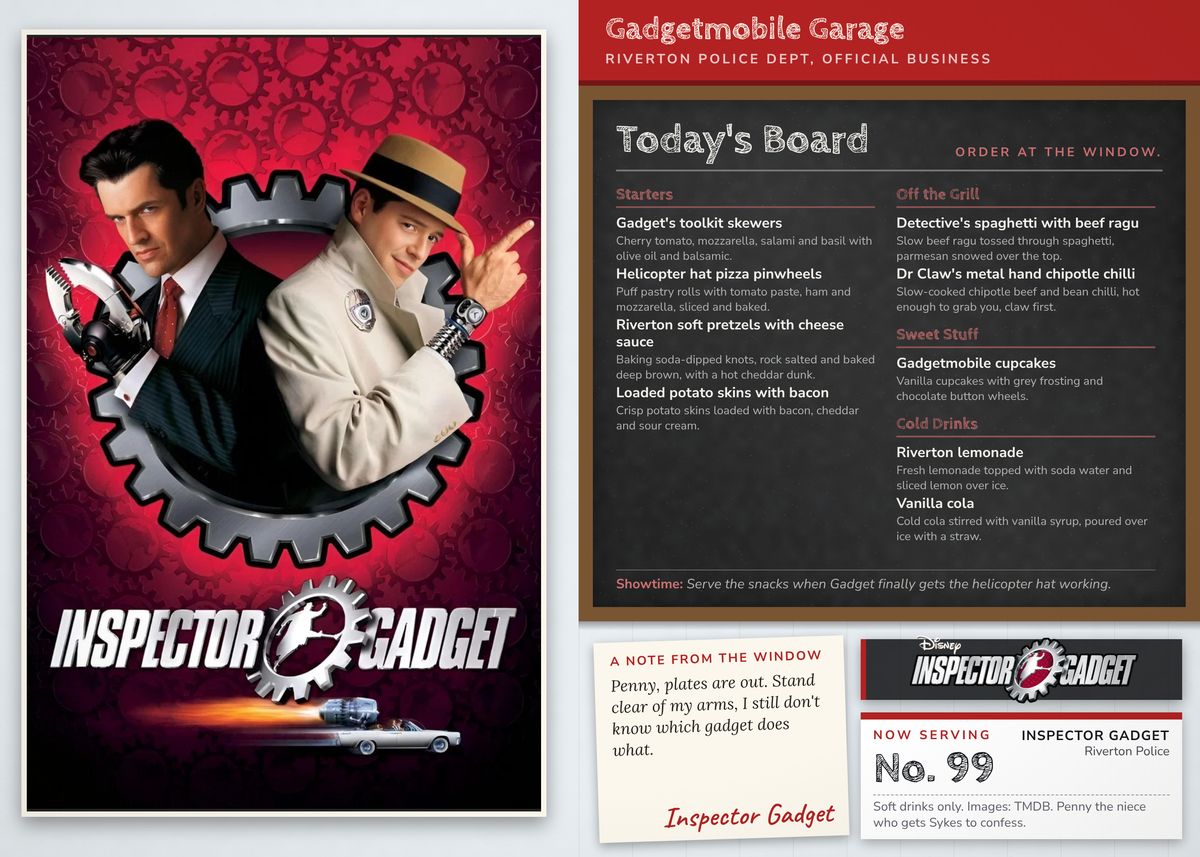 INSPECTOR GADGET
Gadgetmobile Garage
RIVERTON POLICE DEPT, OFFICIAL BUSINESS
Today's Board
ORDER AT THE WINDOW.
Starters
Gadget's toolkit skewers
Cherry tomato, mozzarella, salami and basil with
olive oil and balsamic.
Helicopter hat pizza pinwheels
Puff pastry rolls with tomato paste, ham and
mozzarella, sliced and baked.
Riverton soft pretzels with cheese
sauce
Baking soda-dipped knots, rock salted and baked
deep brown, with a hot cheddar dunk.
Loaded potato skins with bacon
Crisp potato skins loaded with bacon, cheddar
and sour cream.
Off the Grill
Detective's spaghetti with beef ragu
Slow beef ragu tossed through spaghetti,
parmesan snowed over the top.
Dr Claw's metal hand chipotle chilli
Slow-cooked chipotle beef and bean chilli, hot
enough to grab you, claw first.
Sweet Stuff
Gadgetmobile cupcakes
Vanilla cupcakes with grey frosting and
chocolate button wheels.
Cold Drinks
Riverton lemonade
Fresh lemonade topped with soda water and
sliced lemon over ice.
Vanilla cola
Cold cola stirred with vanilla syrup, poured over
ice with a straw.
Showtime: Serve the snacks when Gadget finally gets the helicopter hat working.
A NOTE FROM THE WINDOW
Penny, plates are out. Stand
clear of my arms, I still don't
know which gadget does
what.
Inspector Gadget
Disney
INSPECTOR GADGET
NOW SERVING
No. 99
INSPECTOR GADGET
Riverton Police
Soft drinks only. Images: TMDB. Penny the niece
who gets Sykes to confess.